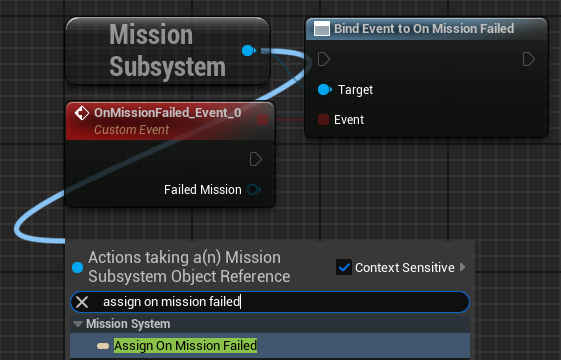 Mission
Subsystem
Bind Event to On Mission Failed
Target
Event
OnMissionFailed_Event_0
Custom Event
Failed Mission
Actions taking a(n) Mission
Subsystem Object Reference
Context Sensitive
assign on mission failed
Mission System
Assign On Mission Failed